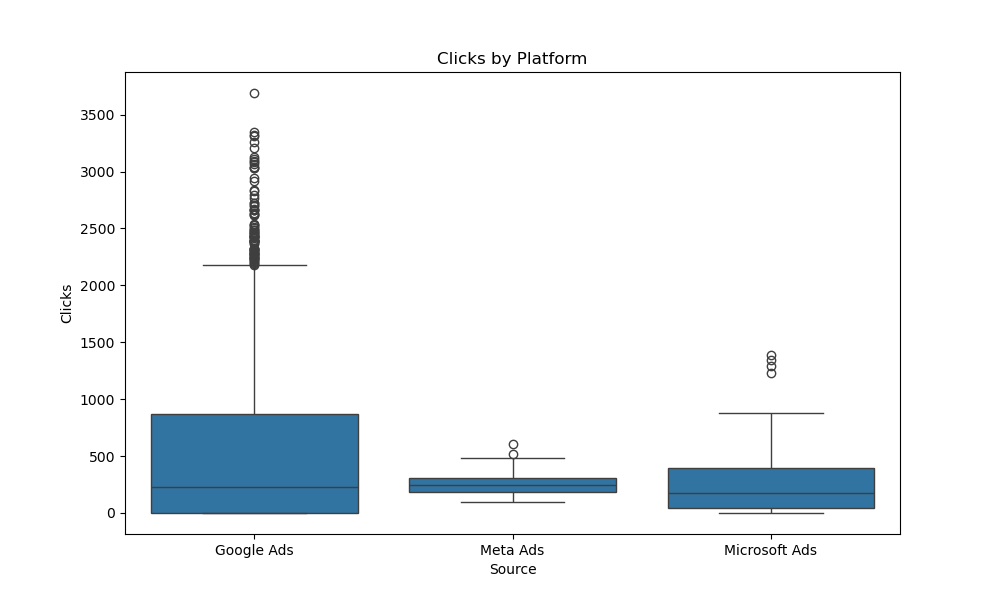 Clicks by Platform
3500
3000
2500
2000
1500
1000
500
0
Clicks
Google Ads
Meta Ads
Microsoft Ads
Source